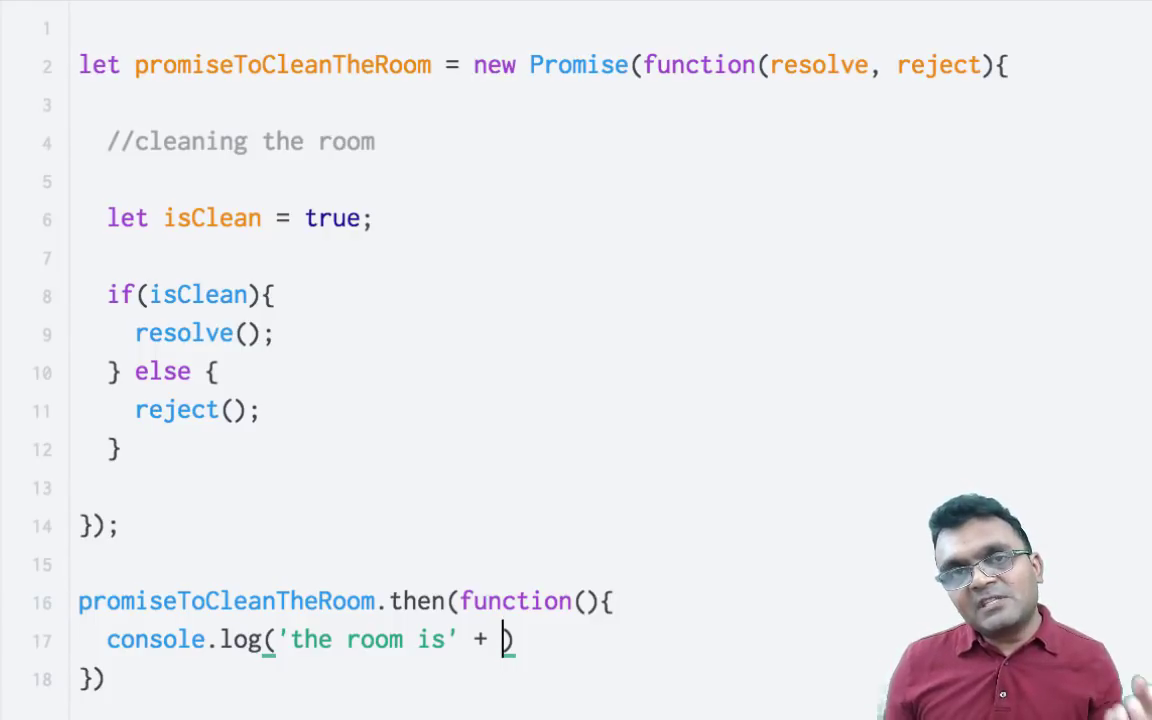 1
2 let promiseToCleanTheRoom = new Promise(function(resolve, reject){
3
4 //cleaning the room
5
6 let isClean = true;
7
8 if(isClean){
9 resolve();
10 } else {
11 reject();
12 }
13
14 });
15
16 promiseToCleanTheRoom.then(function(){
17 console.log('the room is' + )
18 })